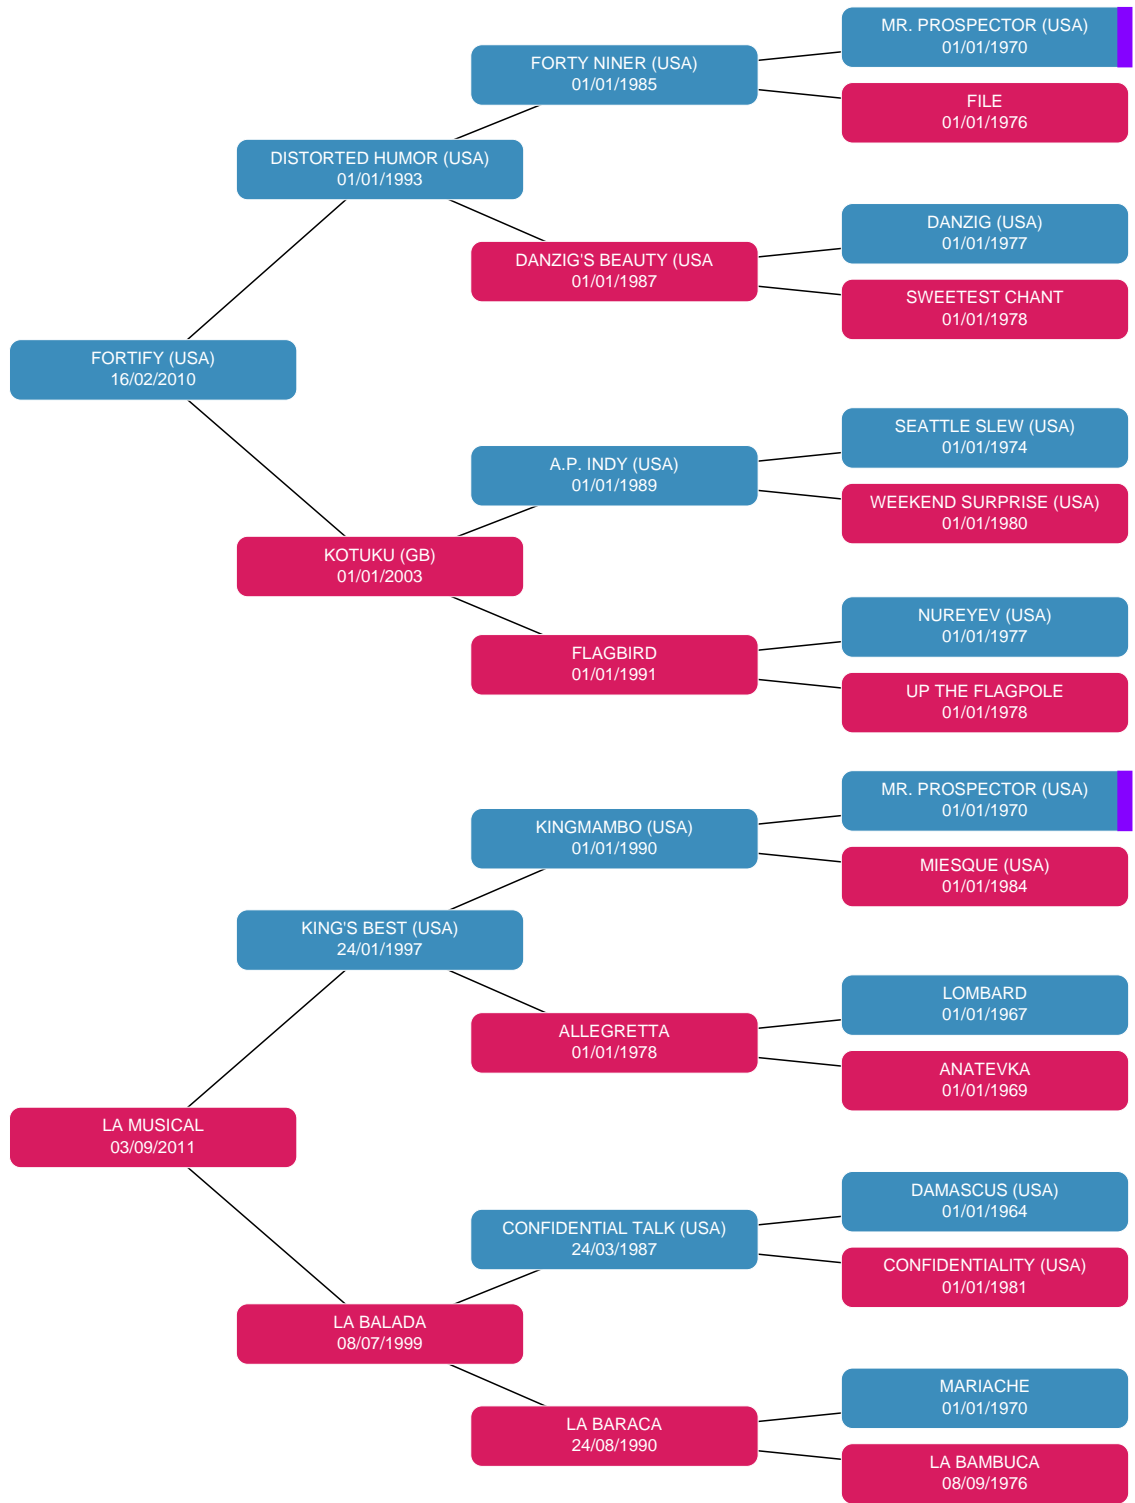 MR. PROSPECTOR (USA)
01/01/1970
FORTY NINER (USA)
01/01/1985
FILE
01/01/1976
DISTORTED HUMOR (USA)
01/01/1993
DANZIG (USA)
01/01/1977
DANZIG'S BEAUTY (USA
01/01/1987
SWEETEST CHANT
01/01/1978
FORTIFY (USA)
16/02/2010
SEATTLE SLEW (USA)
01/01/1974
A.P. INDY (USA)
01/01/1989
WEEKEND SURPRISE (USA)
01/01/1980
KOTUKU (GB)
01/01/2003
NUREYEV (USA)
01/01/1977
FLAGBIRD
01/01/1991
UP THE FLAGPOLE
01/01/1978
MR. PROSPECTOR (USA)
01/01/1970
KINGMAMBO (USA)
01/01/1990
MIESQUE (USA)
01/01/1984
KING'S BEST (USA)
24/01/1997
LOMBARD
01/01/1967
ALLEGRETTA
01/01/1978
ANATEVKA
01/01/1969
LA MUSICAL
03/09/2011
DAMASCUS (USA)
01/01/1964
CONFIDENTIAL TALK (USA)
24/03/1987
CONFIDENTIALITY (USA)
01/01/1981
LA BALADA
08/07/1999
MARIACHE
01/01/1970
LA BARACA
24/08/1990
LA BAMBUCA
08/09/1976